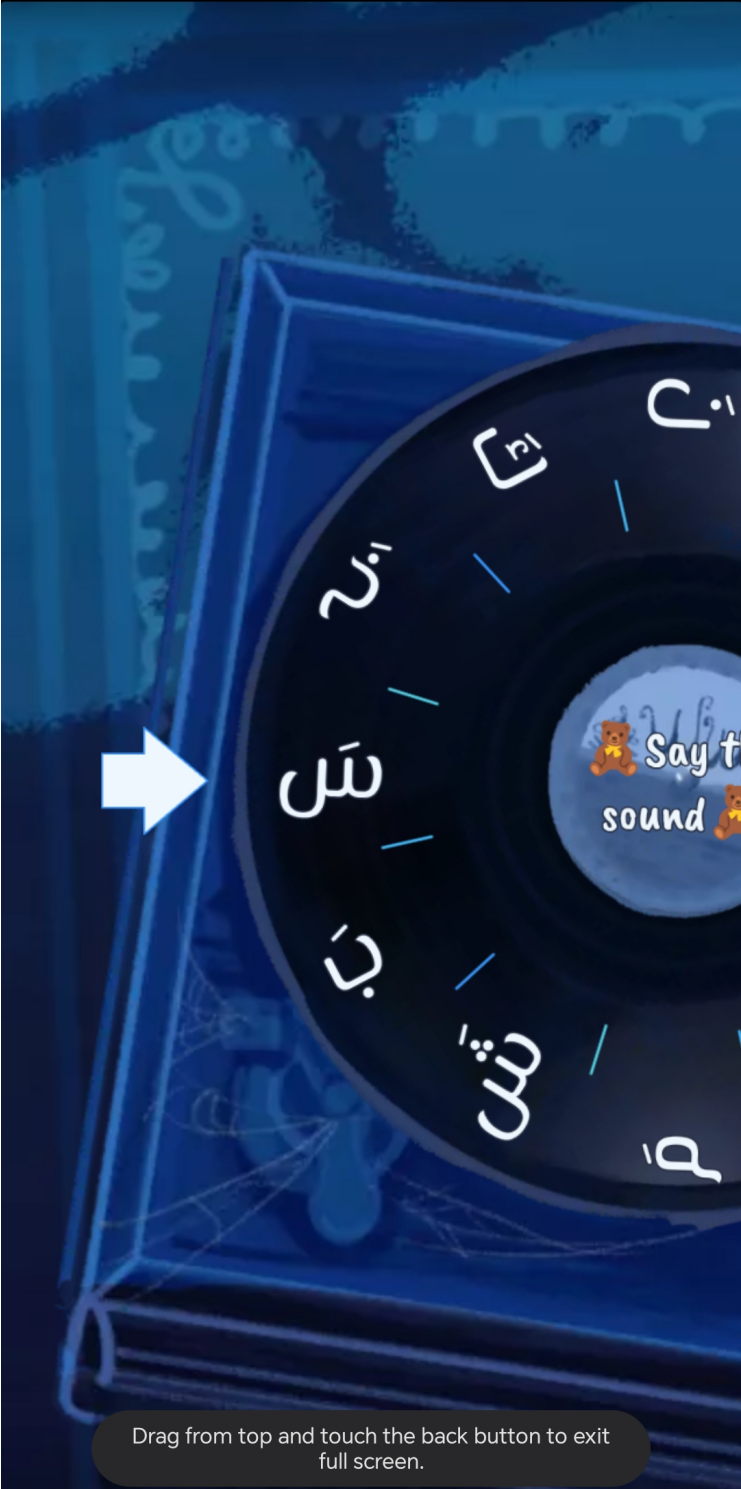 نَ
كَ
سَ
بَ
شَ
مَ
🧸 Say t
sound 🧸
Drag from top and touch the back button to exit
full screen.